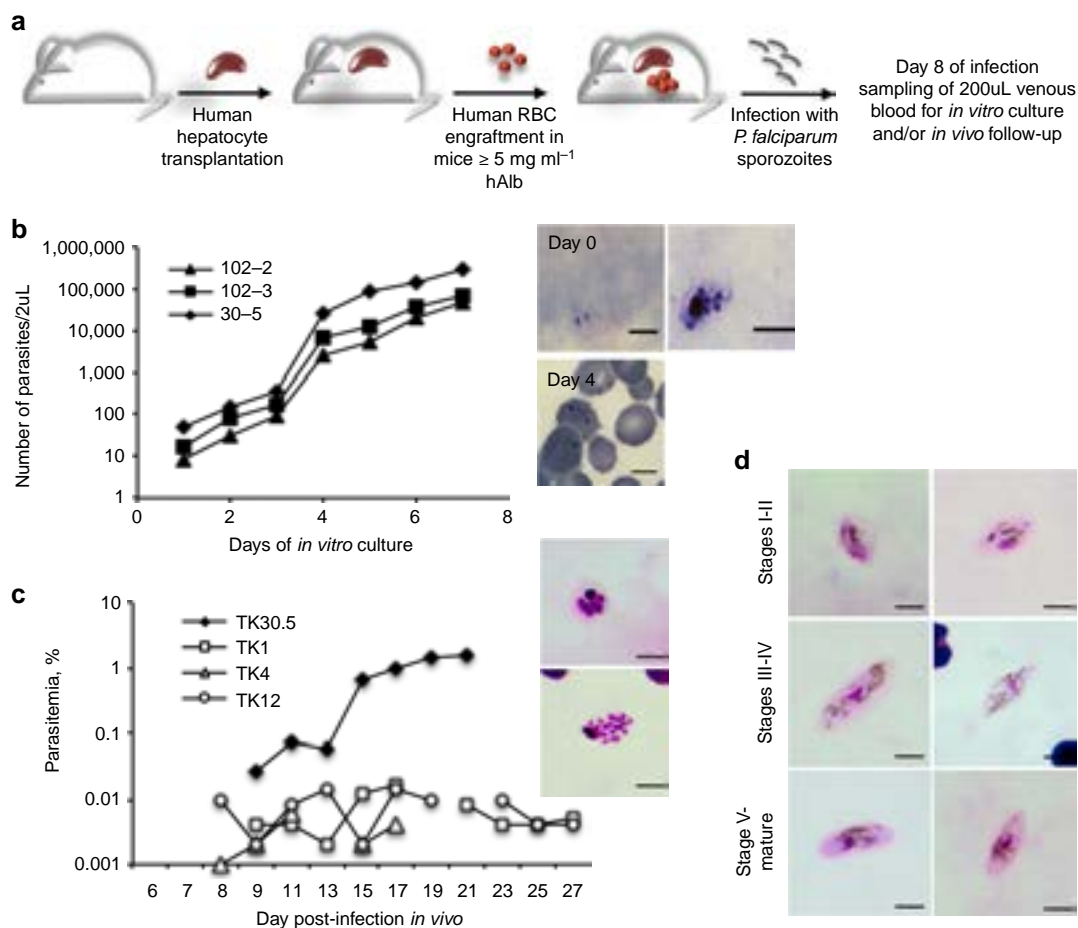 a
Human
hepatocyte
transplantation
Human RBC
engraftment in
mice ≥ 5 mg ml–1
hAlb
Infection with
P. falciparum
sporozoites
Day 8 of infection
sampling of 200uL venous
blood for in vitro culture
and/or in vivo follow-up
b
Number of parasites/2uL
1,000,000
100,000
10,000
1,000
100
10
1
102–2
102–3
30–5
0 2 4 6 8
Days of in vitro culture
Day 0
Day 4
c
Parasitemia, %
10
1
0.1
0.01
0.001
TK30.5
TK1
TK4
TK12
6 7 8 9 11 13 15 17 19 21 23 25 27
Day post-infection in vivo
d
Stages I-II
Stages III-IV
Stage V-
mature